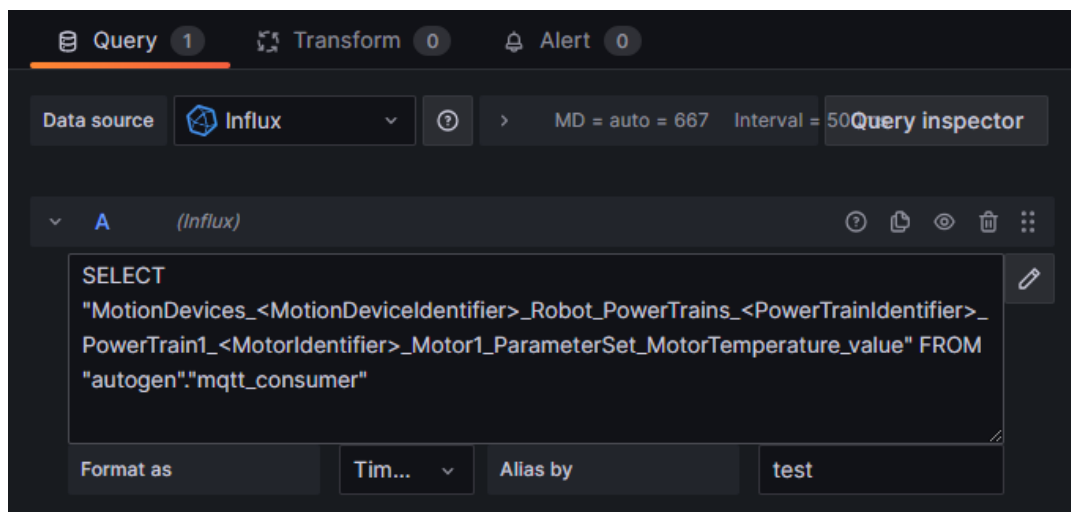 Query 1 Transform 0 Alert 0
Data source Influx MD = auto = 667 Interval = 50 Query inspector
A (Influx)
SELECT
"MotionDevices_<MotionDeviceIdentifier>_Robot_PowerTrains_<PowerTrainIdentifier>_
PowerTrain1_<MotorIdentifier>_Motor1_ParameterSet_MotorTemperature_value" FROM
"autogen"."mqtt_consumer"
Format as Tim... Alias by test